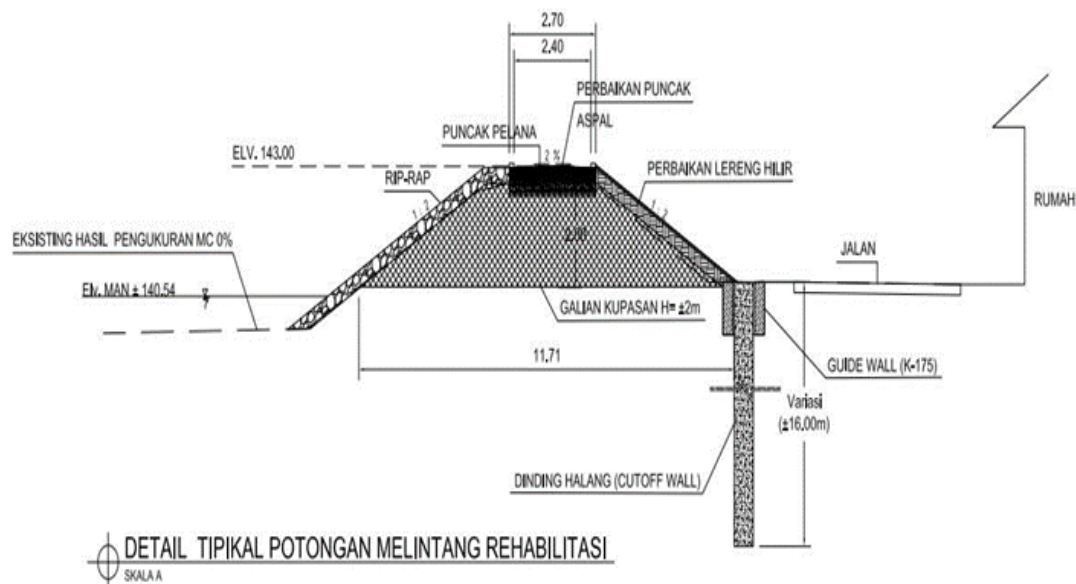 2.70
2.40
PERBAIKAN PUNCAK
ASPAL
PUNCAK PELANA
2 %
ELV. 143.00
RIP-RAP
PERBAIKAN LERENG HILIR
1 : 2
1 : 2
RUMAH
EKSISTING HASIL PENGUKURAN MC 0%
2.00
JALAN
Elv. MAN ± 140.54
GALIAN KUPASAN H= ±2m
11.71
GUIDE WALL (K-175)
Variasi
(±16.00m)
DINDING HALANG (CUTOFF WALL)
DETAIL TIPIKAL POTONGAN MELINTANG REHABILITASI
SKALA A